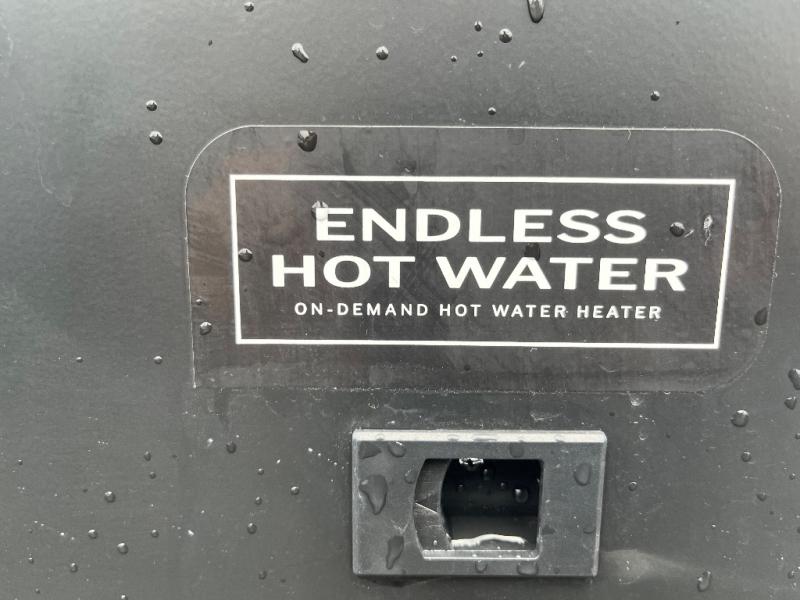 ENDLESS
HOT WATER
ON-DEMAND HOT WATER HEATER